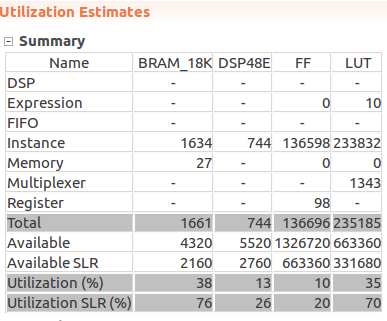 Utilization Estimates
Summary
Name BRAM_18K DSP48E FF LUT
DSP - - - -
Expression - - 0 10
FIFO - - - -
Instance 1634 744 136598 233832
Memory 27 - 0 0
Multiplexer - - - 1343
Register - - 98 -
Total 1661 744 136696 235185
Available 4320 5520 1326720 663360
Available SLR 2160 2760 663360 331680
Utilization (%) 38 13 10 35
Utilization SLR (%) 76 26 20 70